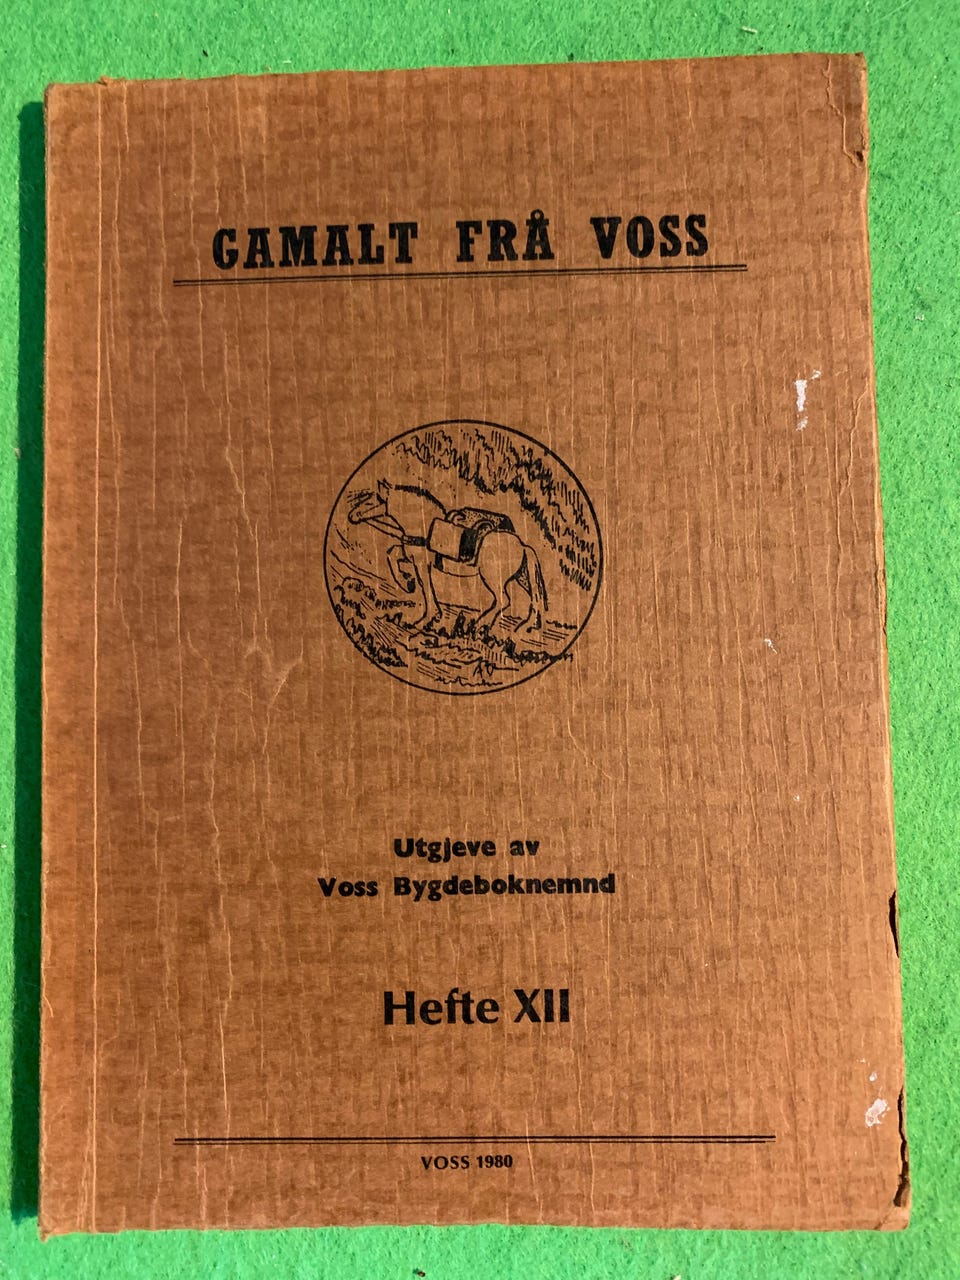 GAMALT FRÅ VOSS
Utgjeve av
Voss Bygdeboknemnd
Hefte XII
VOSS 1980